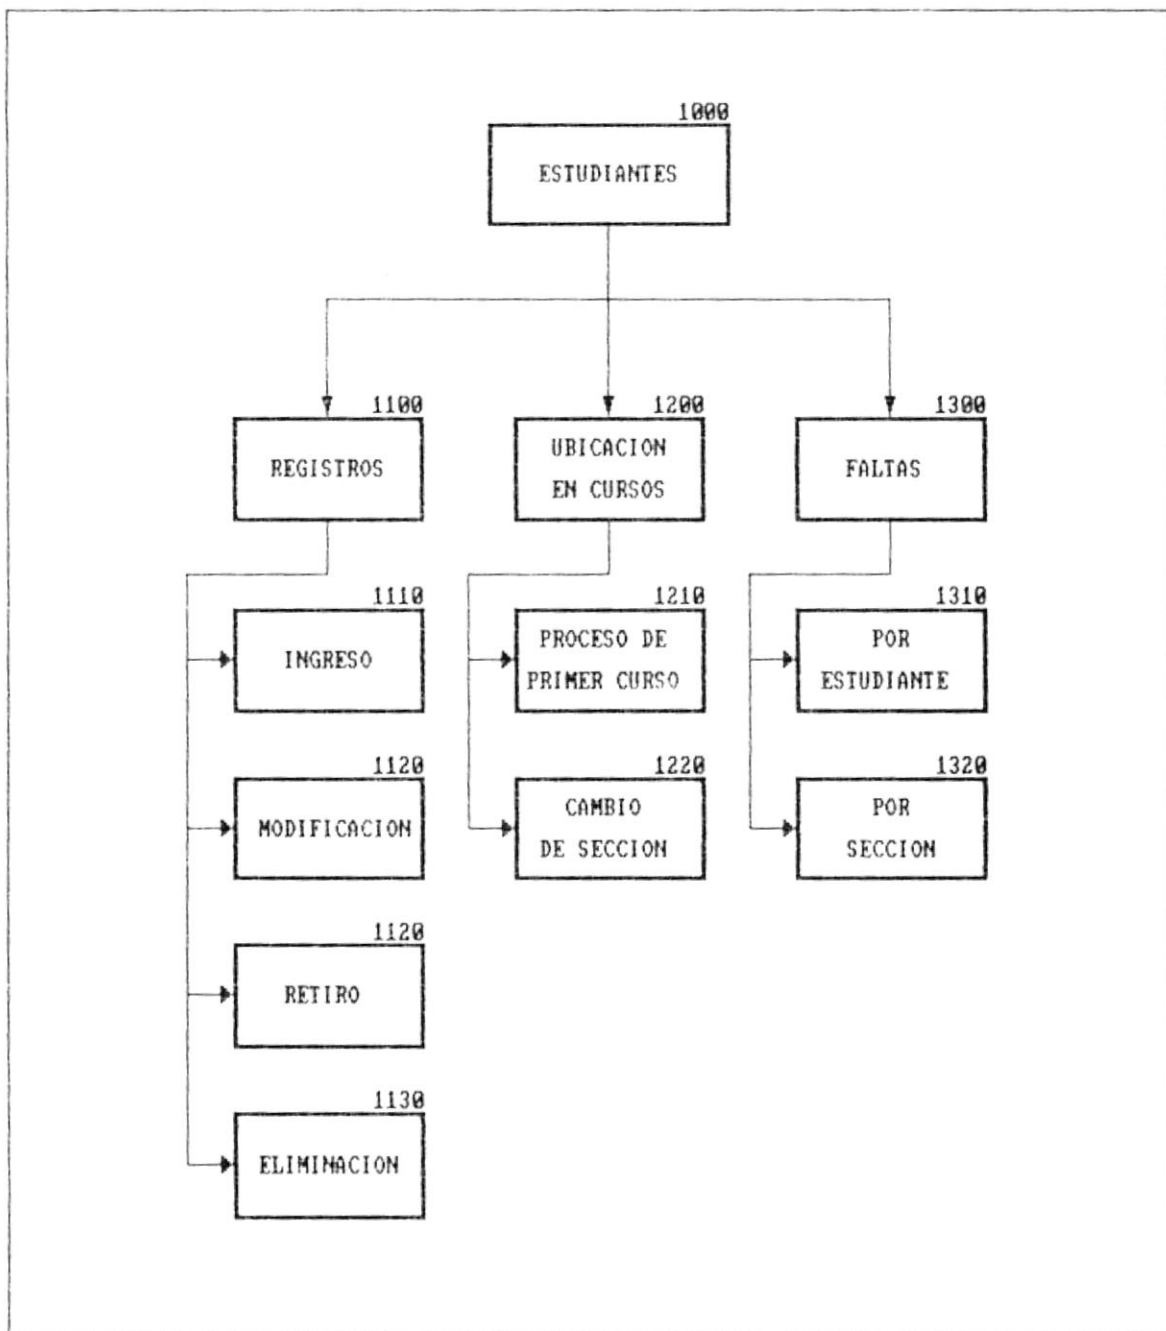 1000
ESTUDIANTES
1100
REGISTROS
1200
UBICACION
EN CURSOS
1300
FALTAS
1110
INGRESO
1210
PROCESO DE
PRIMER CURSO
1310
POR
ESTUDIANTE
1120
MODIFICACION
1220
CAMBIO
DE SECCION
1320
POR
SECCION
1120
RETIRO
1130
ELIMINACION